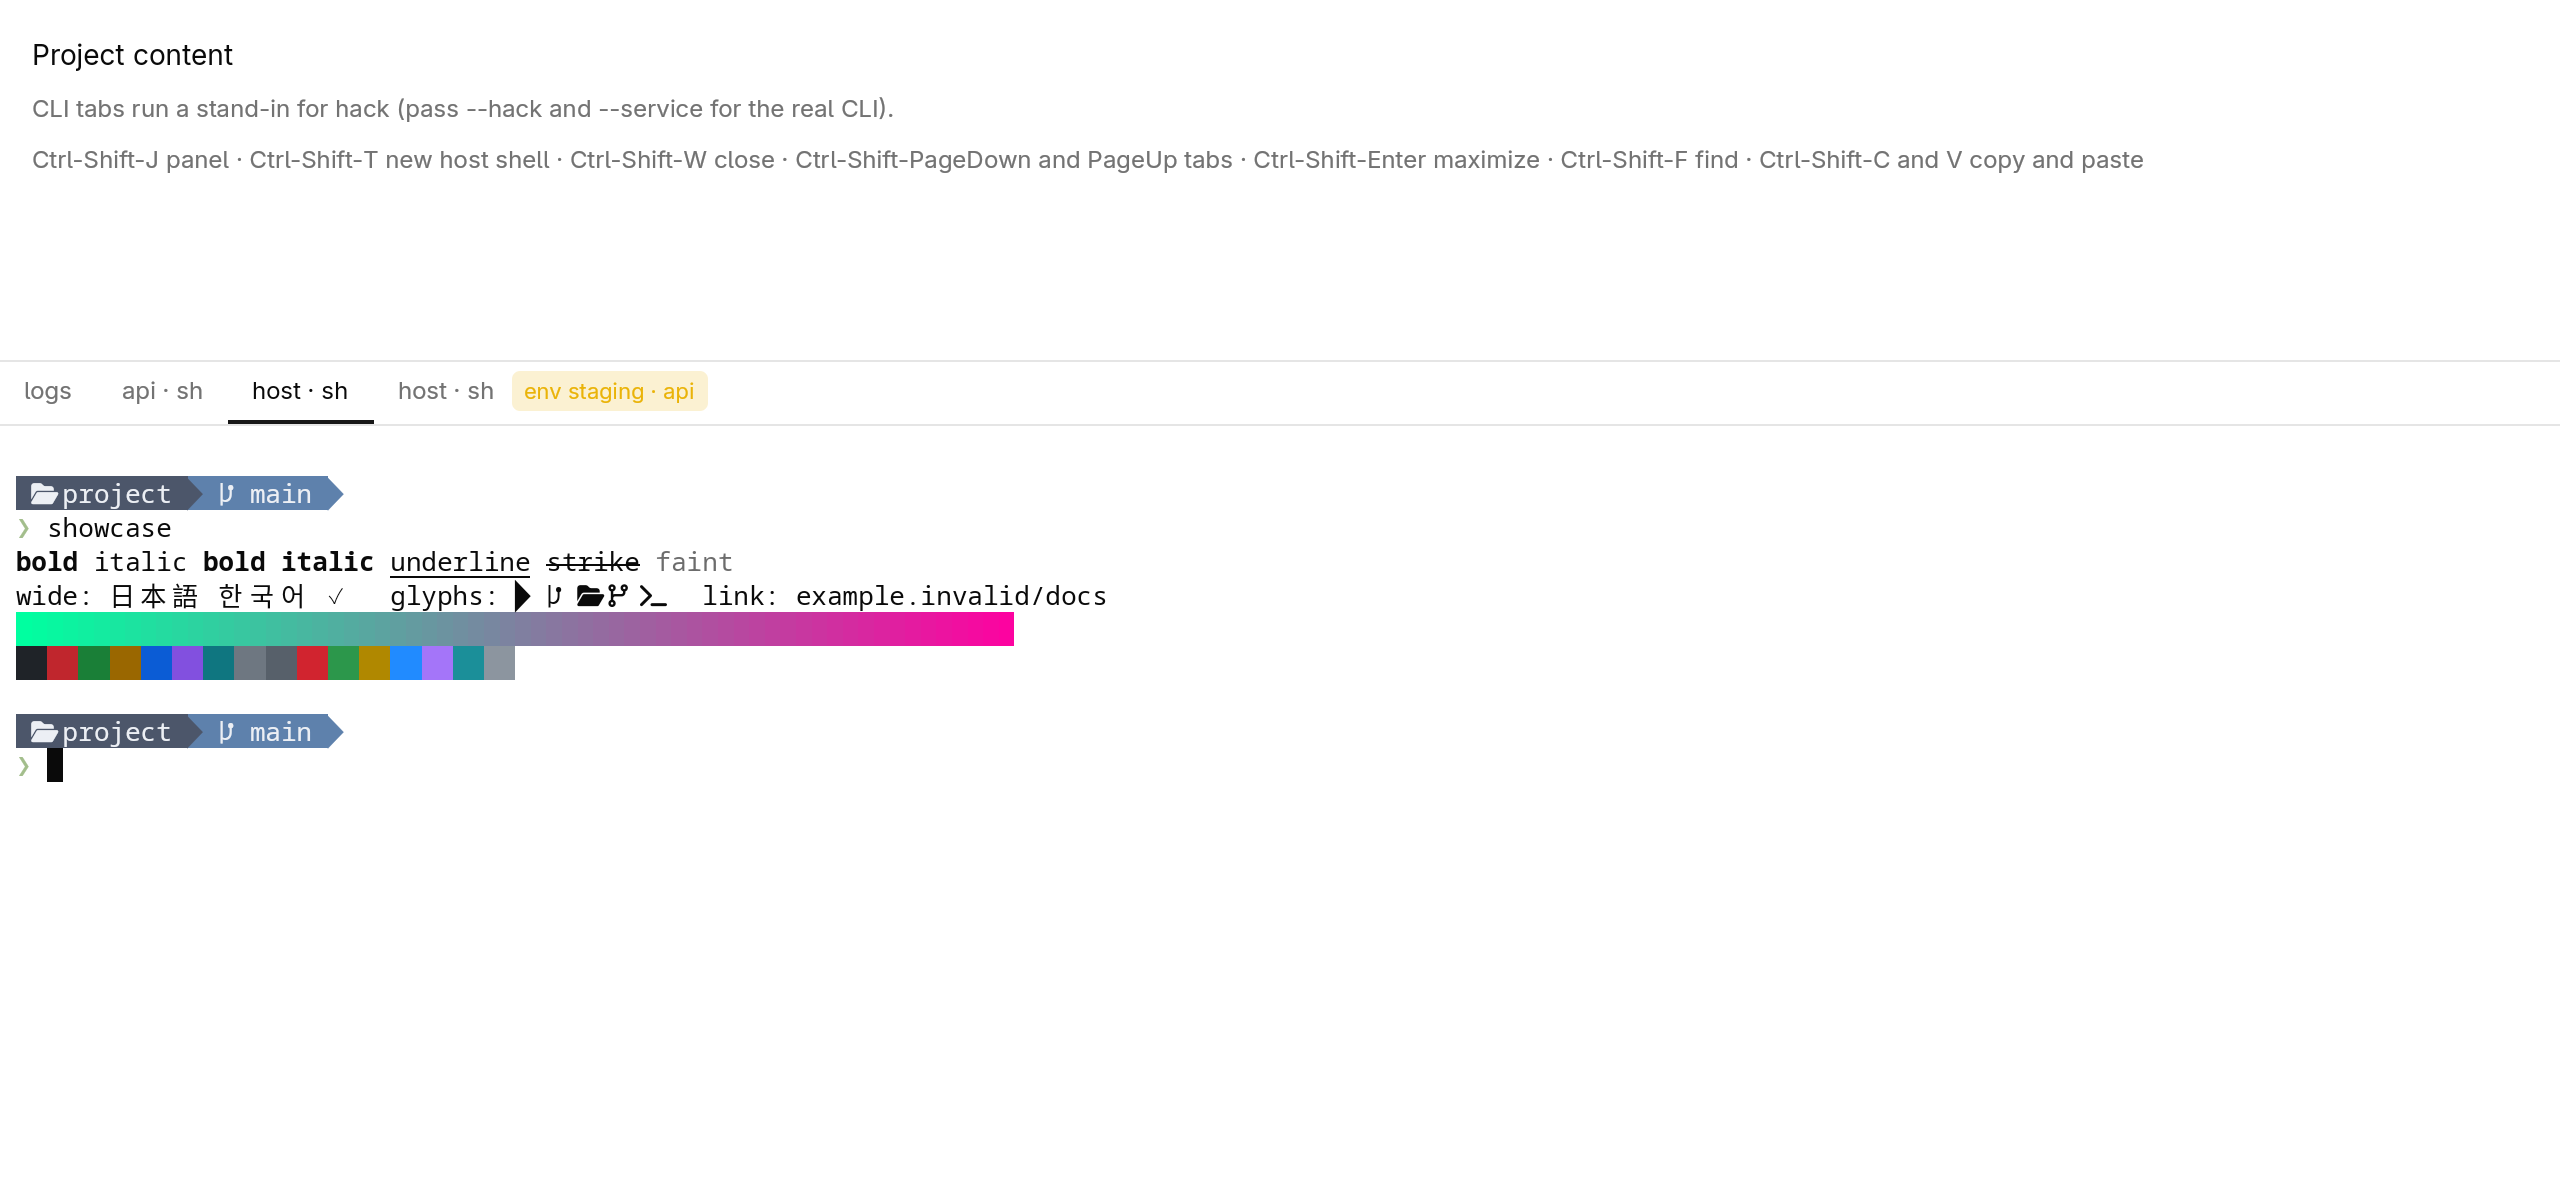 Project content
CLI tabs run a stand-in for hack (pass --hack and --service for the real CLI).
Ctrl-Shift-J panel · Ctrl-Shift-T new host shell · Ctrl-Shift-W close · Ctrl-Shift-PageDown and PageUp tabs · Ctrl-Shift-Enter maximize · Ctrl-Shift-F find · Ctrl-Shift-C and V copy and paste
logs api · sh host · sh host · sh env staging · api
project main
❯ showcase
bold italic bold italic underline strike faint
wide: 日本語 한국어 ✓ glyphs: link: example.invalid/docs
project main
❯